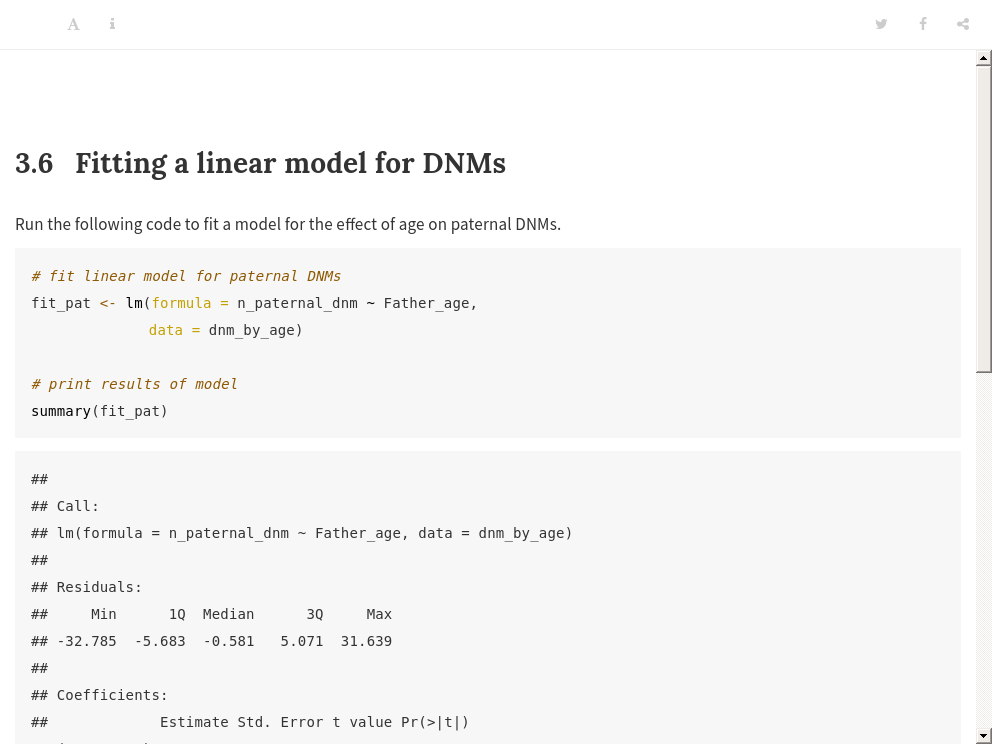 A i
3.6 Fitting a linear model for DNMs
Run the following code to fit a model for the effect of age on paternal DNMs.
# fit linear model for paternal DNMs
fit_pat <- lm(formula = n_paternal_dnm ~ Father_age,
data = dnm_by_age)
# print results of model
summary(fit_pat)
##
## Call:
## lm(formula = n_paternal_dnm ~ Father_age, data = dnm_by_age)
##
## Residuals:
##     Min      1Q  Median      3Q     Max
## -32.785  -5.683  -0.581   5.071  31.639
##
## Coefficients:
##             Estimate Std. Error t value Pr(>|t|)